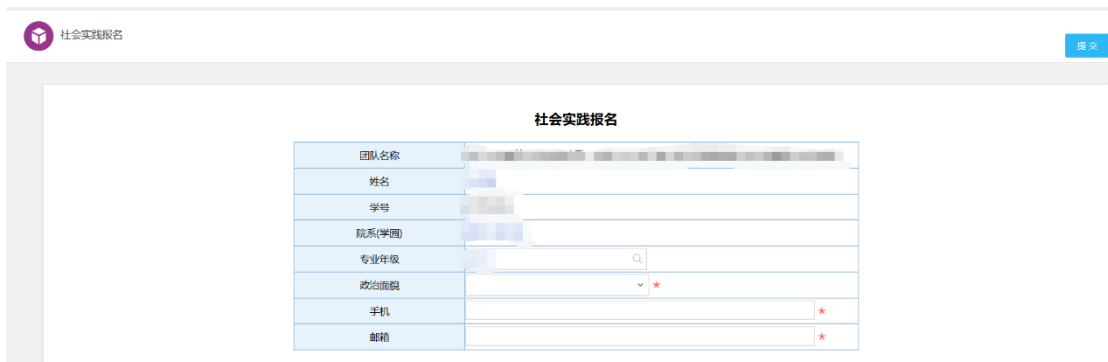 社会实践报名
提 交
社会实践报名
团队名称
姓名
学号
院系(学园)
专业年级
政治面貌
*
手机
*
邮箱
*